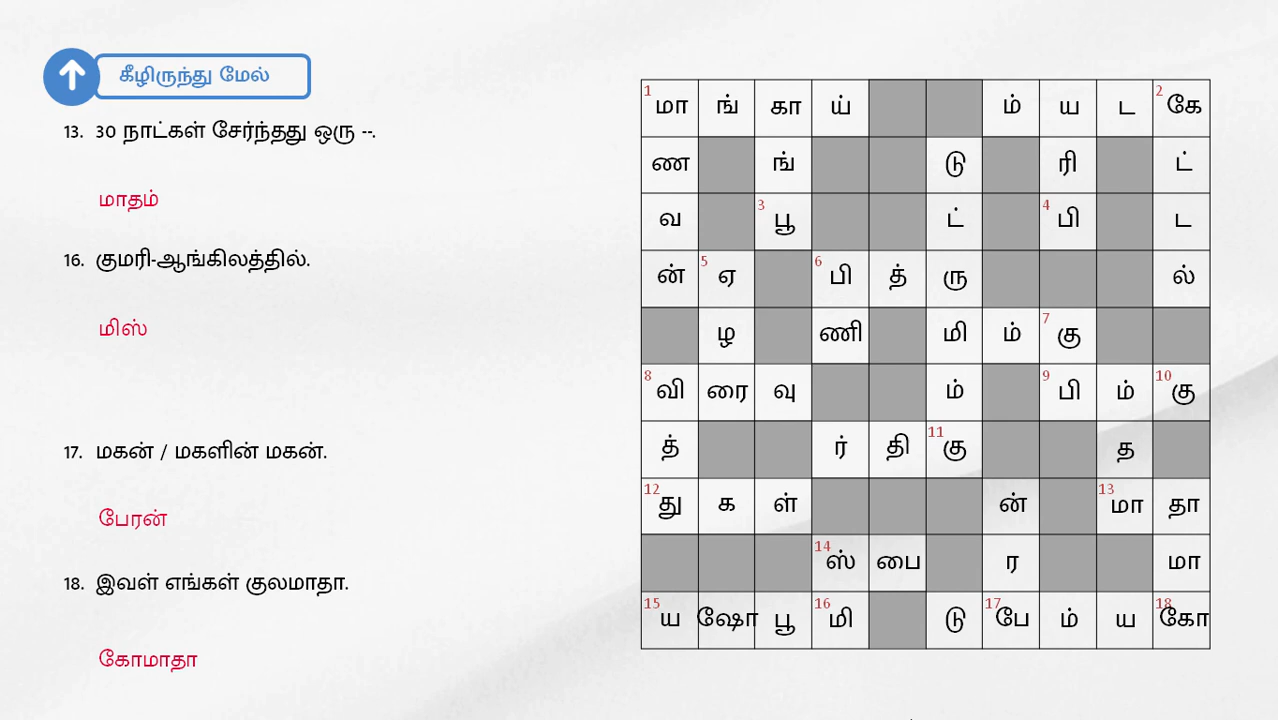 கீழிருந்து மேல்
13. 30 நாட்கள் சேர்ந்தது ஒரு --.
மாதம்
16. குமரி-ஆங்கிலத்தில்.
மிஸ்
17. மகன் / மகளின் மகன்.
பேரன்
18. இவள் எங்கள் குலமாதா.
கோமாதா
1 மா ங் கா ய் ம் ய ட 2 கே
ண ங் டு ரி ட்
வ 3 பூ ட் 4 பி ட
ன் 5 ஏ 6 பி த் ரு ல்
ழ ணி மி ம் 7 கு
8 வி ரை வு ம் 9 பி ம் 10 கு
த் ர் தி 11 கு த
12 து க ள் ன் 13 மா தா
14 ஸ் பை ர மா
15 ய ஷோ பூ 16 மி டு 17 பே ம் ய 18 கோ